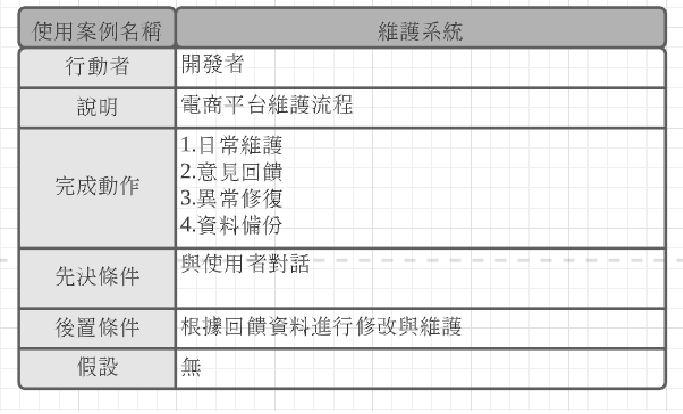 使用案例名稱 維護系統
行動者 開發者
說明 電商平台維護流程
完成動作
1.日常維護
2.意見回饋
3.異常修復
4.資料備份
先決條件 與使用者對話
後置條件 根據回饋資料進行修改與維護
假設 無